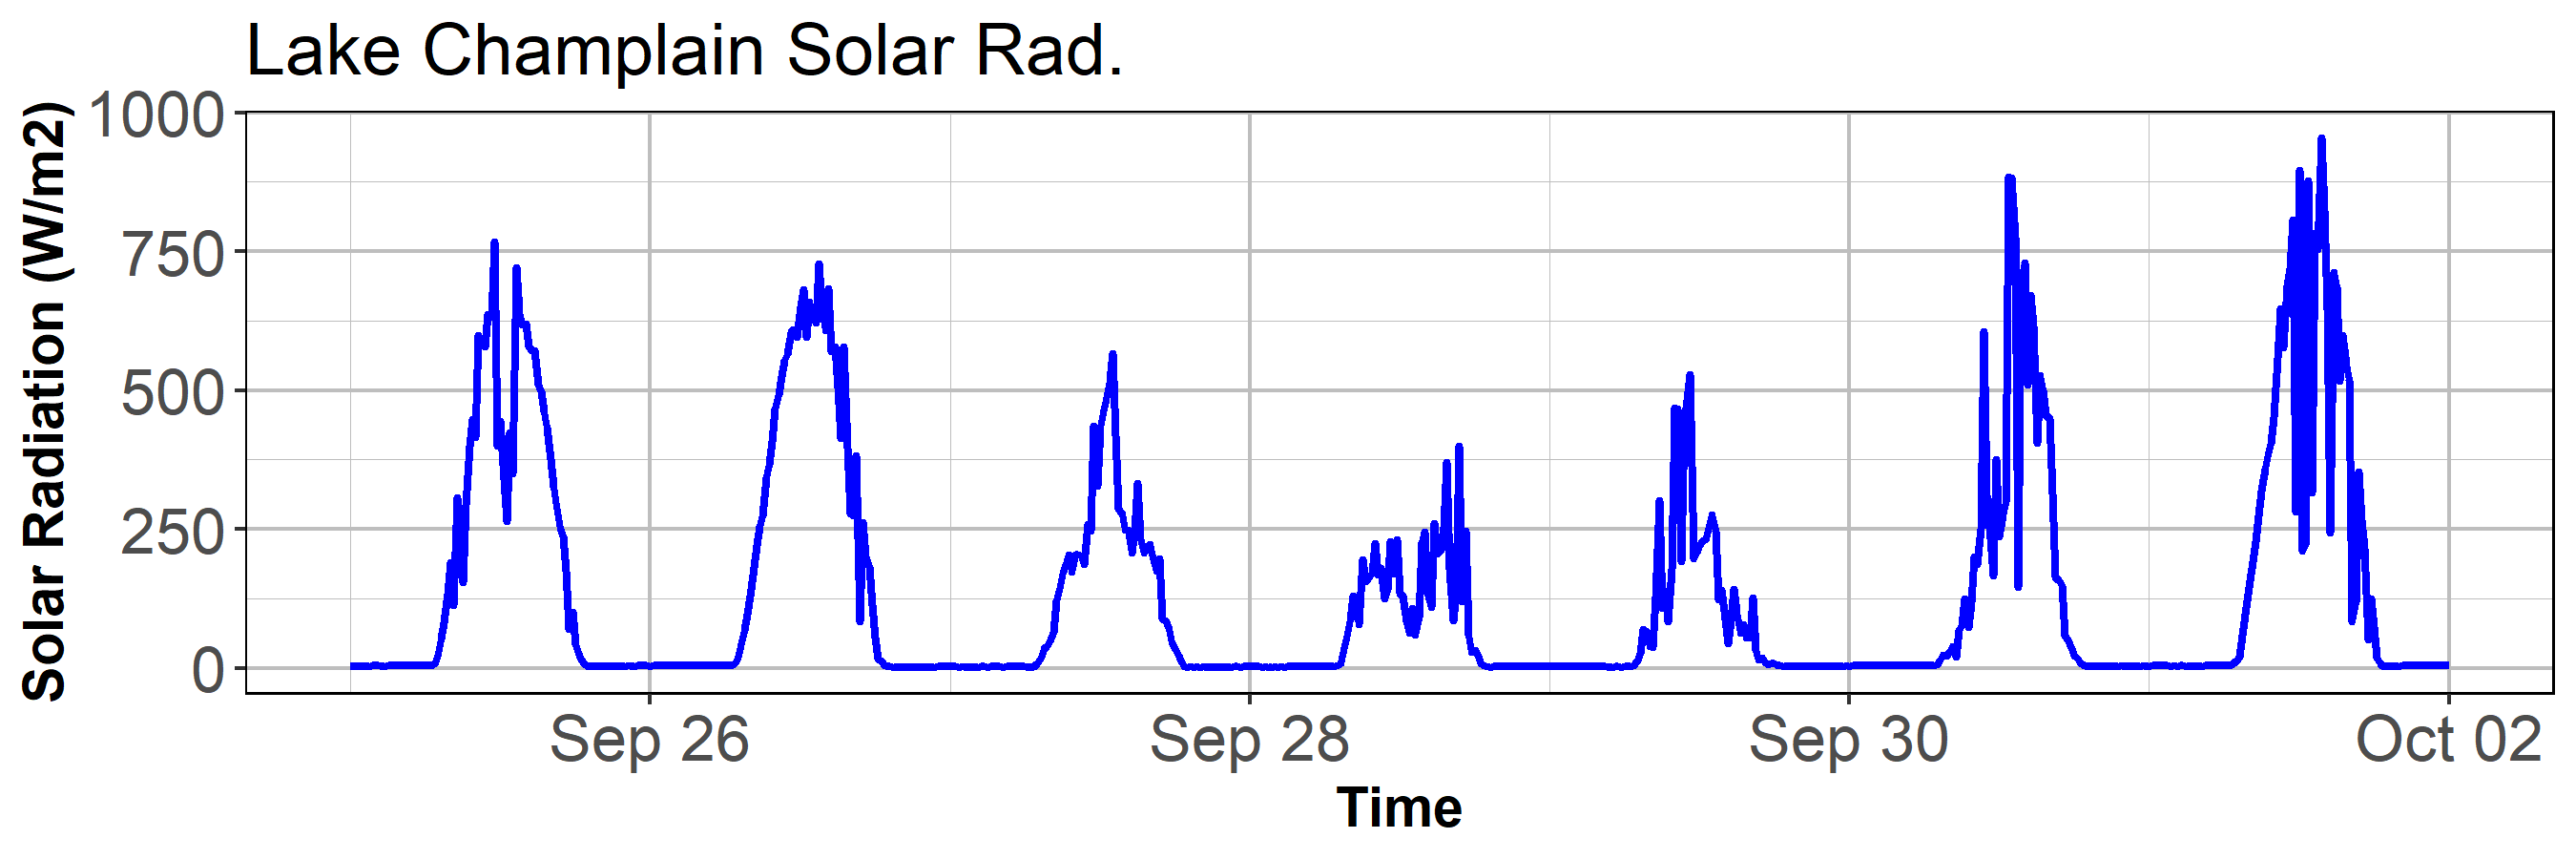 Lake Champlain Solar Rad.
Solar Radiation (W/m2)
1000
750
500
250
0
Sep 26
Sep 28
Sep 30
Oct 02
Time